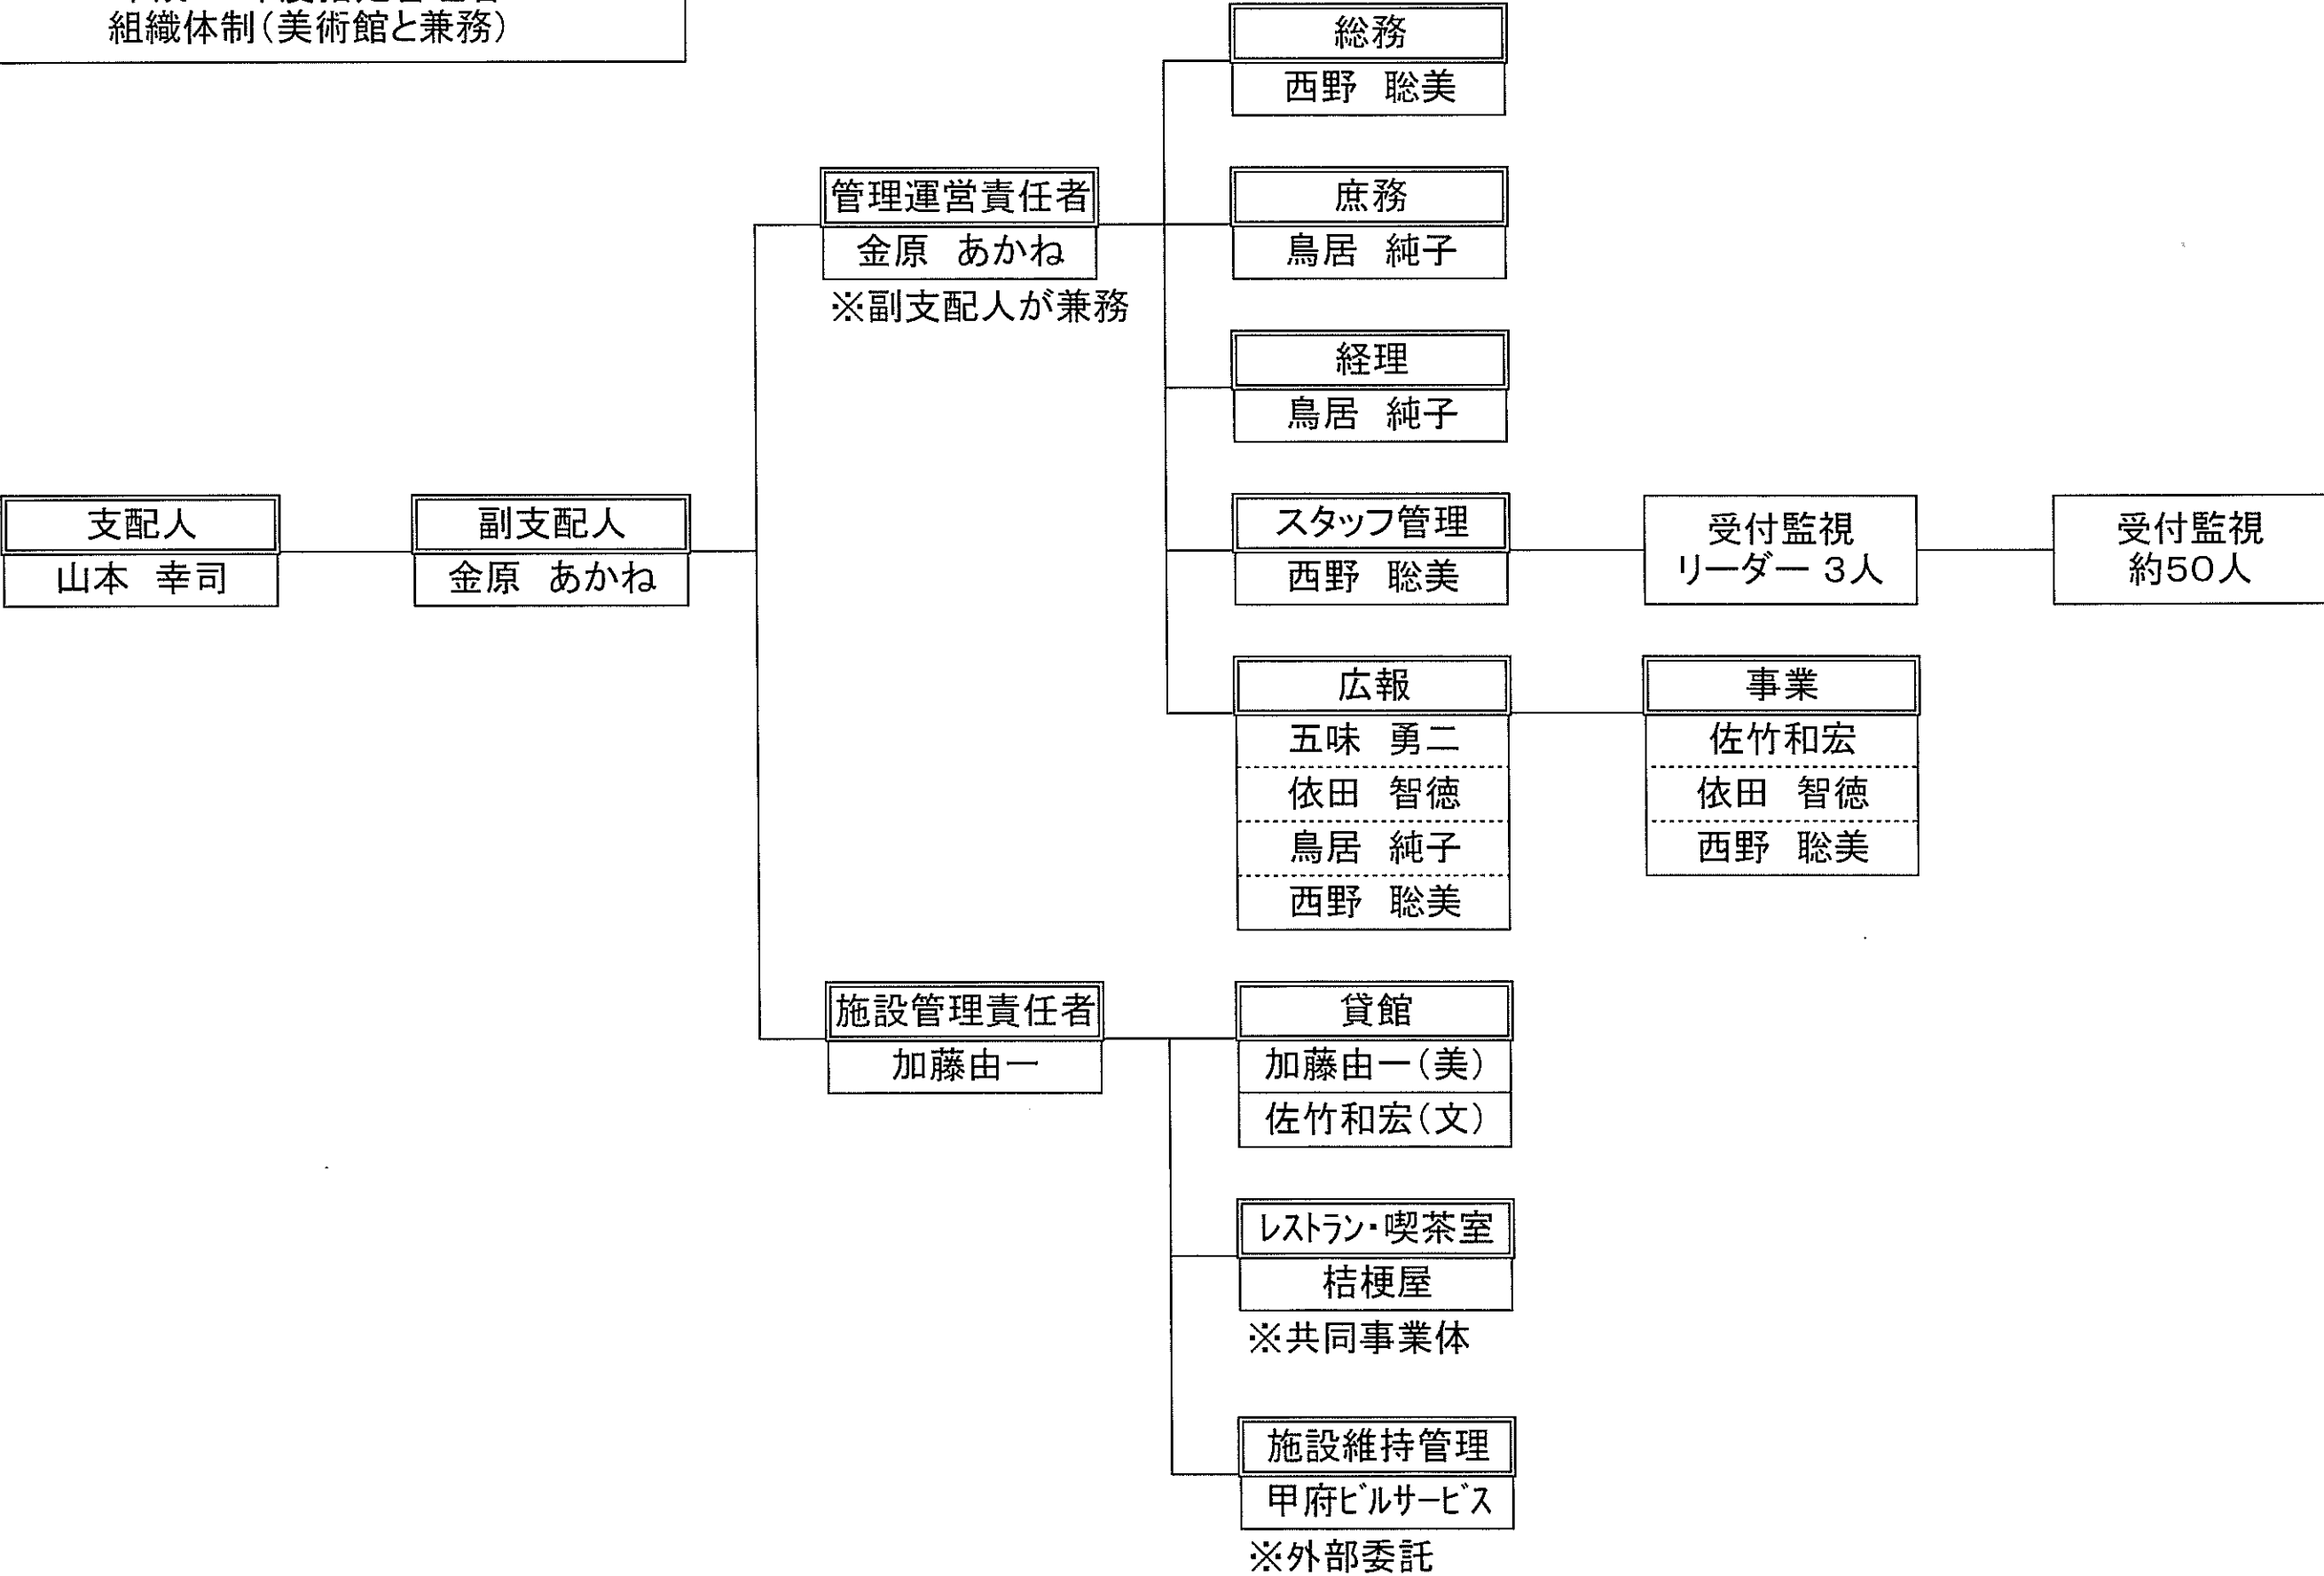 組織体制(美術館と兼務)
支配人
山本 幸司
副支配人
金原 あかね
管理運営責任者
金原 あかね
※副支配人が兼務
総務
西野 聡美
庶務
鳥居 純子
経理
鳥居 純子
スタッフ管理
西野 聡美
受付監視
リーダー 3人
受付監視
約50人
広報
五味 勇二
依田 智徳
鳥居 純子
西野 聡美
事業
佐竹和宏
依田 智徳
西野 聡美
施設管理責任者
加藤由一
貸館
加藤由一(美)
佐竹和宏(文)
レストラン・喫茶室
桔梗屋
※共同事業体
施設維持管理
甲府ビルサービス
※外部委託